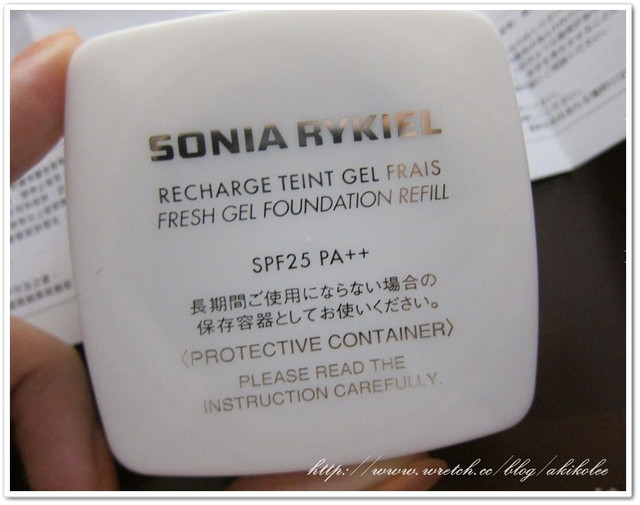 SONIA RYKIEL
RECHARGE TEINT GEL FRAIS
FRESH GEL FOUNDATION REFILL
SPF25 PA++
長期間ご使用にならない場合の
保存容器としてお使いください。
〈PROTECTIVE CONTAINER〉
PLEASE READ THE
INSTRUCTION CAREFULLY.
http://www.wretch.cc/blog/akikolee